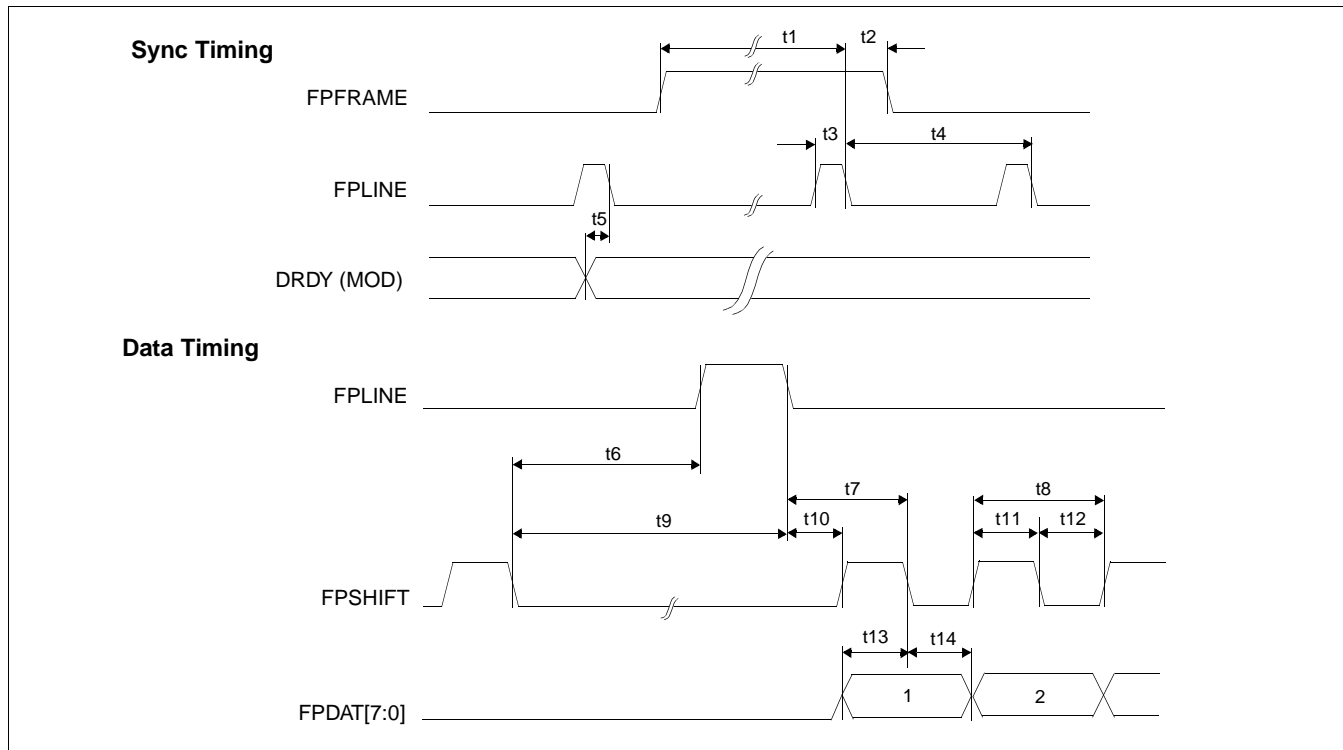 Sync Timing
t1 t2
FPFRAME
t3 t4
FPLINE
t5
DRDY (MOD)
Data Timing
FPLINE
t6
t7 t8
t9 t10 t11 t12
FPSHIFT
t13 t14
1 2
FPDAT[7:0]